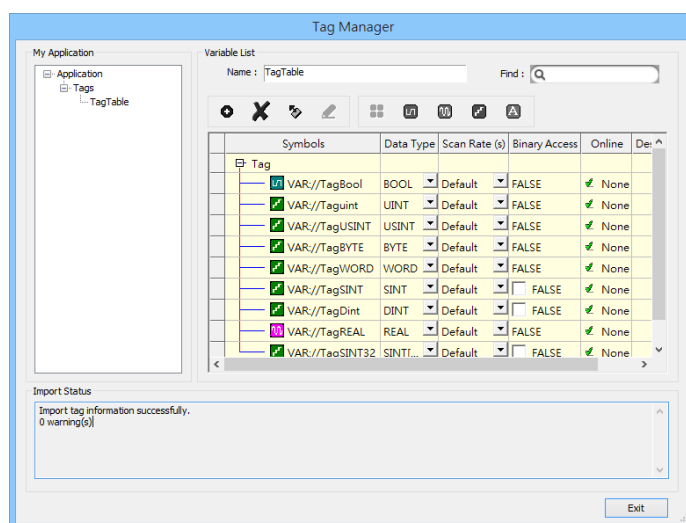 Tag Manager
My Application
Application
Tags
TagTable
Variable List
Name : TagTable Find :
A
Symbols Data Type Scan Rate (s) Binary Access Online
Tag
VAR://TagBool BOOL Default FALSE None
VAR://Taguint UINT Default FALSE None
VAR://TagUSINT USINT Default FALSE None
VAR://TagBYTE BYTE Default FALSE None
VAR://TagWORD WORD Default FALSE None
VAR://TagSINT SINT Default FALSE None
VAR://TagDint DINT Default FALSE None
VAR://TagREAL REAL Default FALSE None
VAR://TagSINT32 SINT[... Default FALSE None
Import Status
Import tag information successfully.
0 warning(s)
Exit